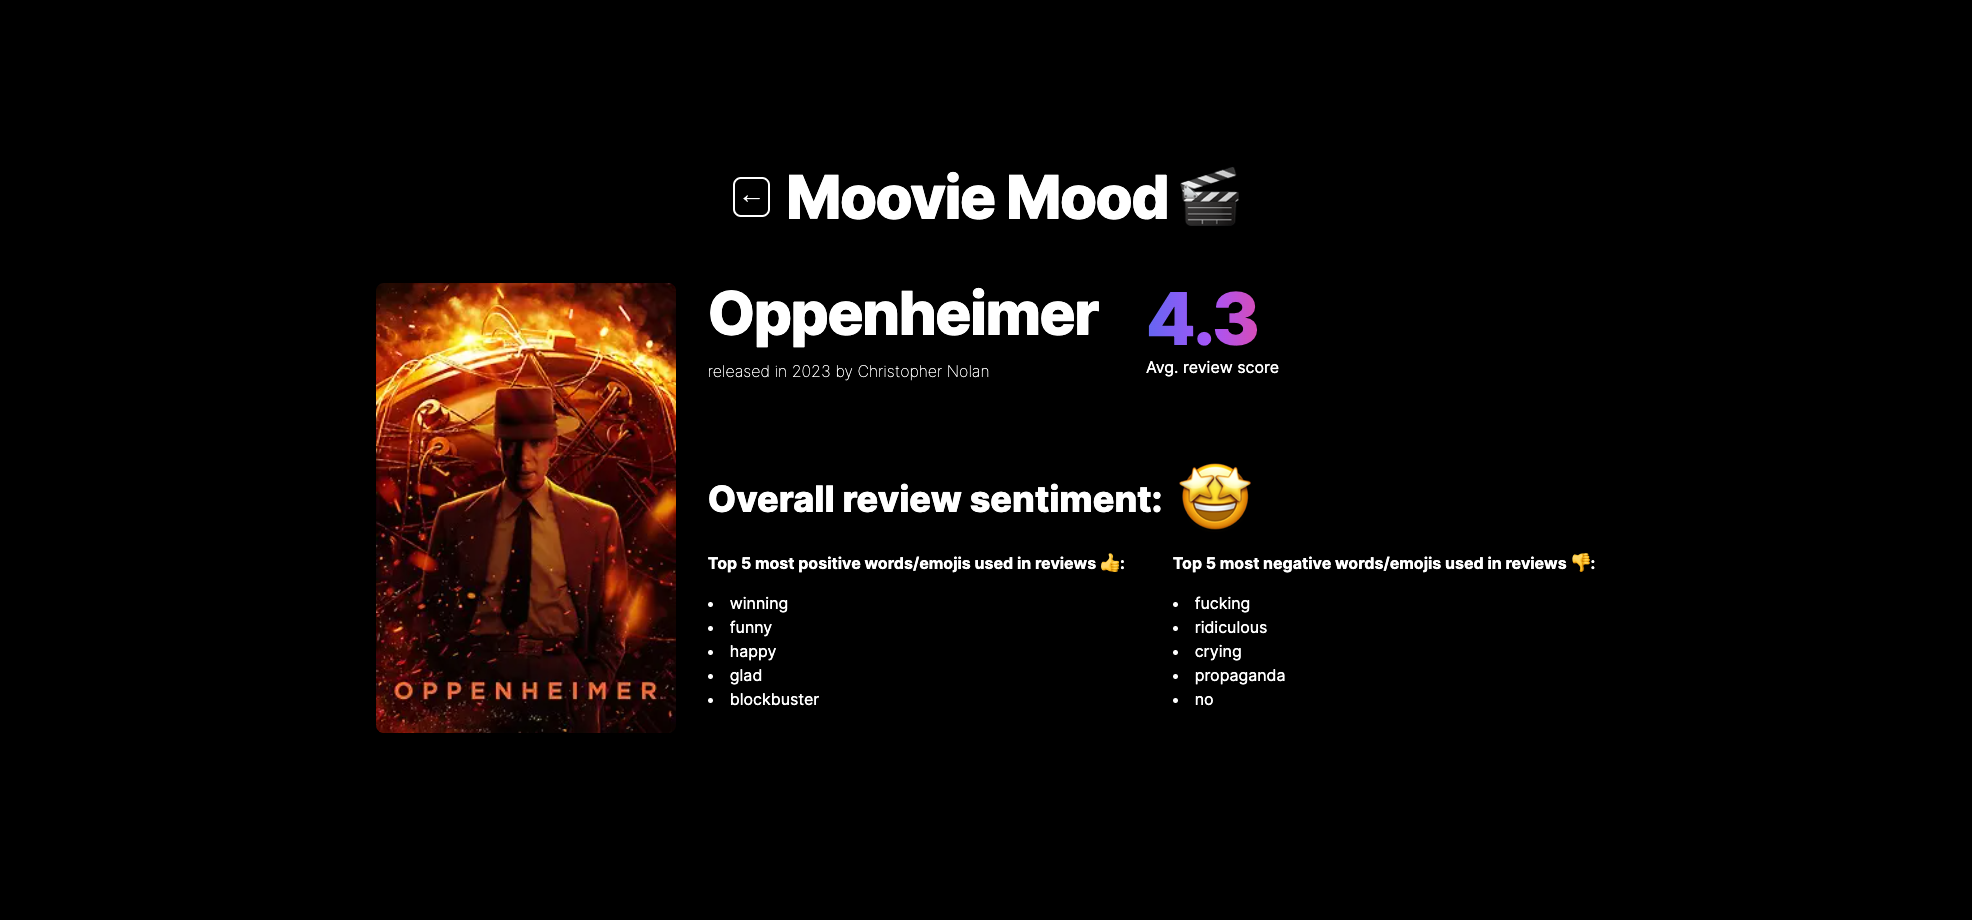 ← Moovie Mood 🎬
Oppenheimer
released in 2023 by Christopher Nolan
4.3
Avg. review score
OPPENHEIMER
Overall review sentiment: 🤩
Top 5 most positive words/emojis used in reviews 👍:
• winning
• funny
• happy
• glad
• blockbuster
Top 5 most negative words/emojis used in reviews 👎:
• fucking
• ridiculous
• crying
• propaganda
• no